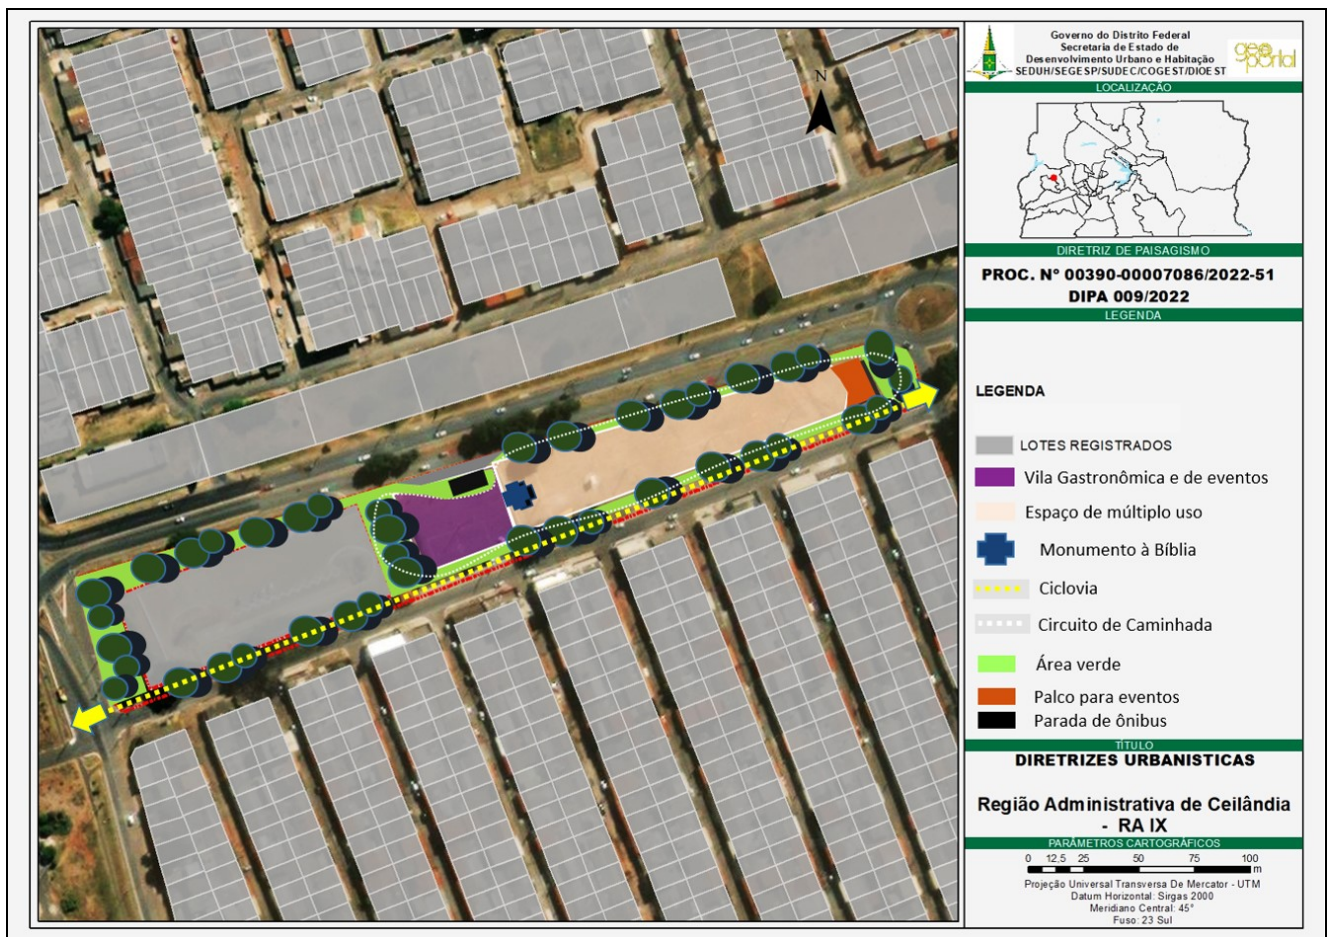 N
Governo do Distrito Federal
Secretaria de Estado de
Desenvolvimento Urbano e Habitação
SEDUH/SEGESP/SUDEC/COGEST/DIOEST
geo
portal
LOCALIZAÇÃO
DIRETRIZ DE PAISAGISMO
PROC. Nº 00390-00007086/2022-51
DIPA 009/2022
LEGENDA
LEGENDA
LOTES REGISTRADOS
Vila Gastronômica e de eventos
Espaço de múltiplo uso
Monumento à Bíblia
Ciclovia
Circuito de Caminhada
Área verde
Palco para eventos
Parada de ônibus
TÍTULO
DIRETRIZES URBANISTICAS
Região Administrativa de Ceilândia
- RA IX
PARÂMETROS CARTOGRÁFICOS
0 12,5 25 50 75 100
m
Projeção Universal Transversa De Mercator - UTM
Datum Horizontal: Sirgas 2000
Meridiano Central: 45°
Fuso: 23 Sul